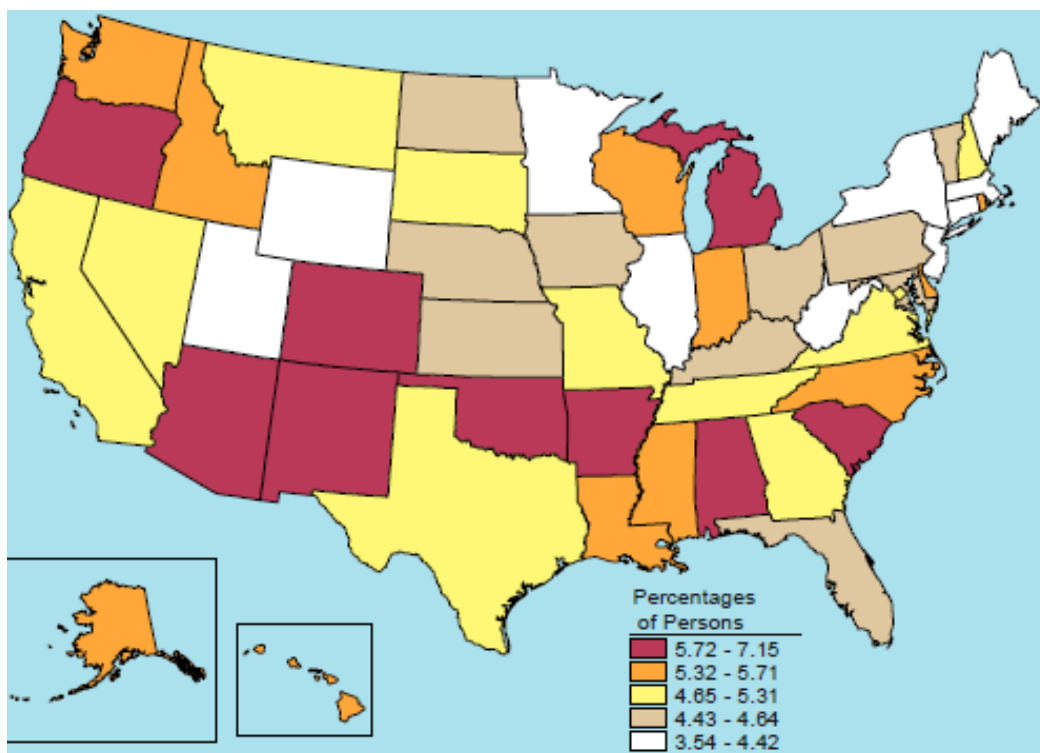 Percentages
of Persons
5.72 - 7.15
5.32 - 5.71
4.65 - 5.31
4.43 - 4.64
3.54 - 4.42